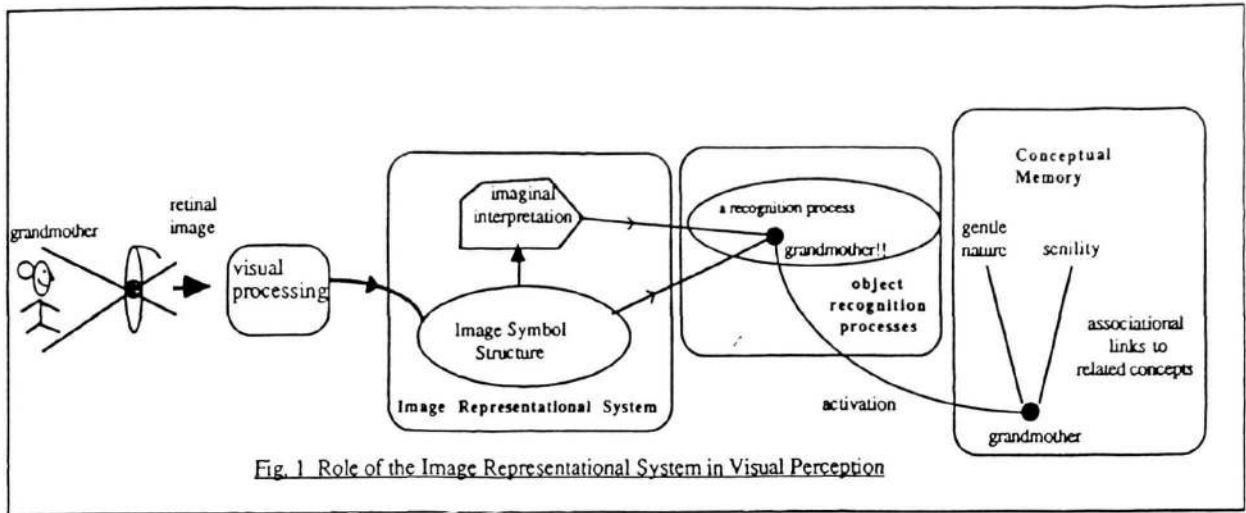 grandmother
retinal
image
visual
processing
imaginal
interpretation
Image Symbol
Structure
Image Representational System
a recognition process
grandmother!!
object
recognition
processes
activation
Conceptual
Memory
gentle
nature
senility
associational
links to
related concepts
grandmother
Fig. 1 Role of the Image Representational System in Visual Perception